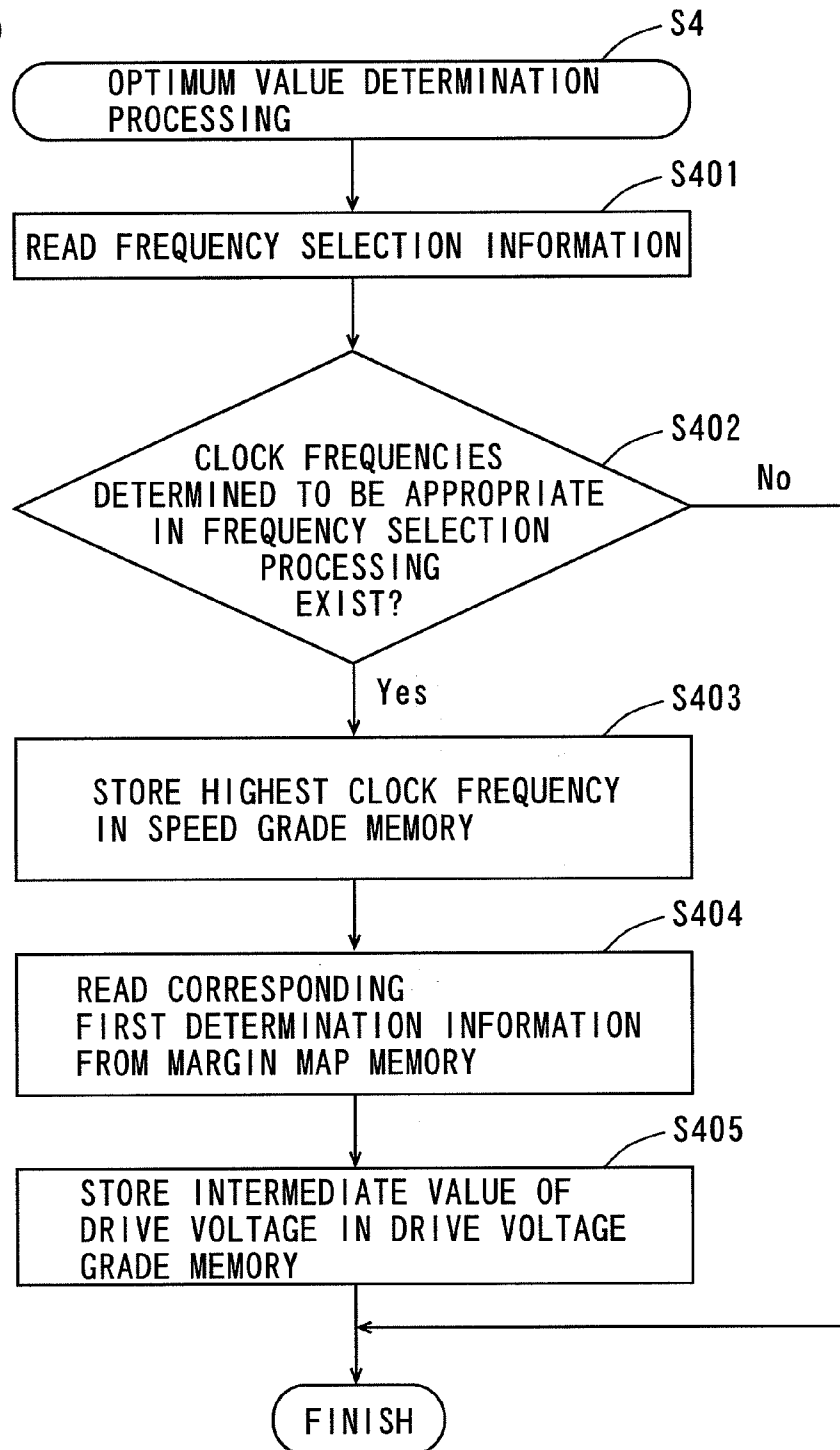 S4
OPTIMUM VALUE DETERMINATION
PROCESSING
S401
READ FREQUENCY SELECTION INFORMATION
S402
CLOCK FREQUENCIES
DETERMINED TO BE APPROPRIATE
IN FREQUENCY SELECTION
PROCESSING
EXIST?
No
Yes
S403
STORE HIGHEST CLOCK FREQUENCY
IN SPEED GRADE MEMORY
S404
READ CORRESPONDING
FIRST DETERMINATION INFORMATION
FROM MARGIN MAP MEMORY
S405
STORE INTERMEDIATE VALUE OF
DRIVE VOLTAGE IN DRIVE VOLTAGE
GRADE MEMORY
FINISH